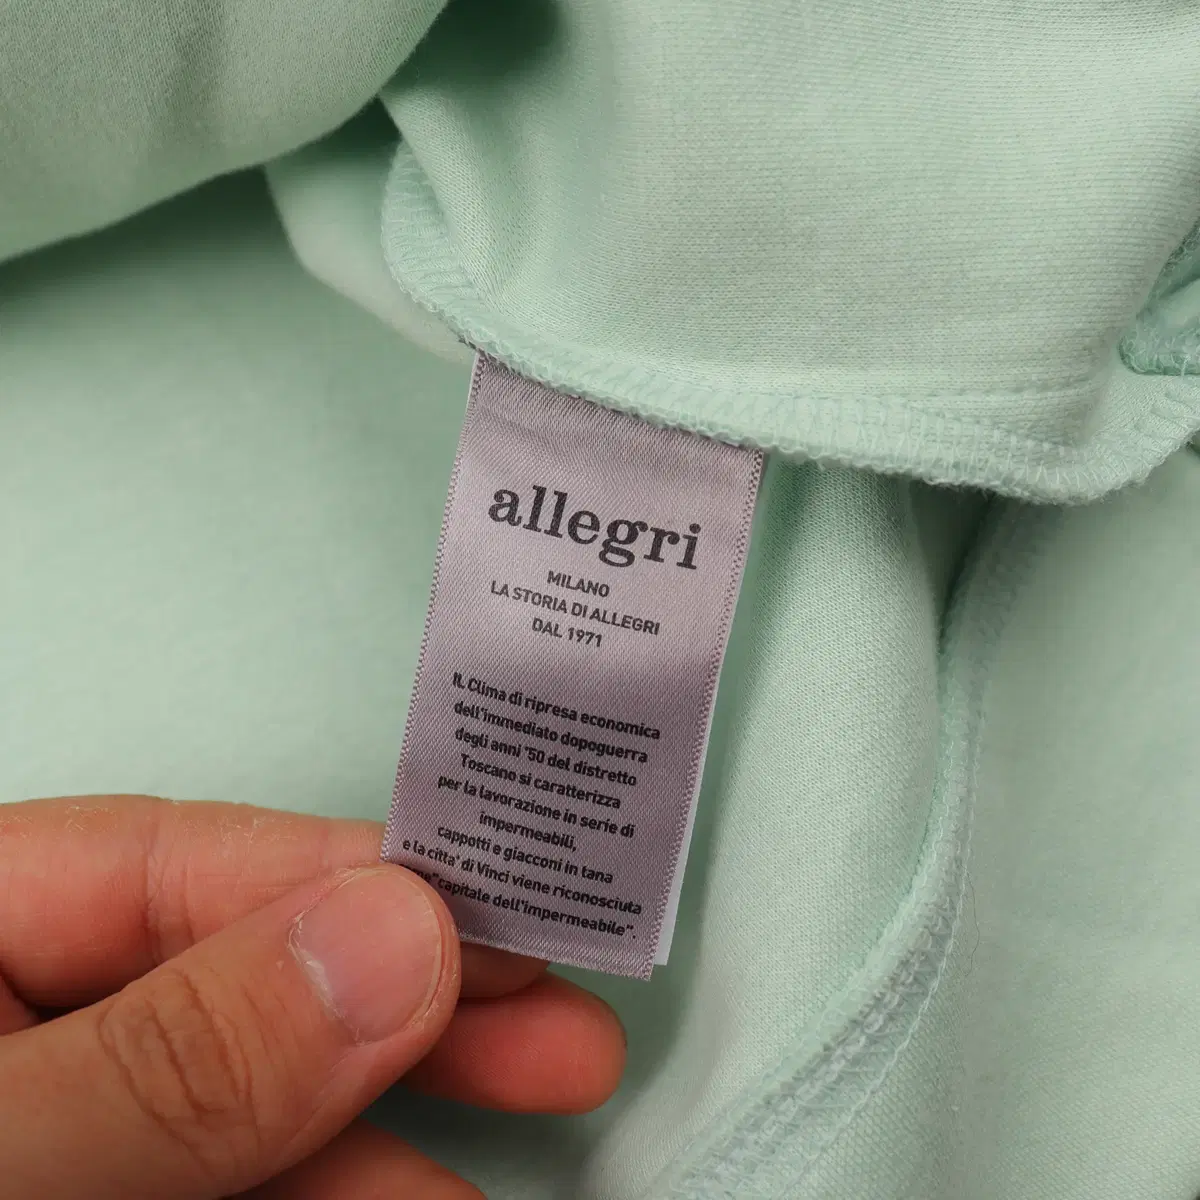 allegri
MILANO
LA STORIA DI ALLEGRI
DAL 1971
IL Clima di ripresa economica
dell'immediato dopoguerra
degli anni '50 del distretto
Toscano si caratterizza
per la lavorazione in serie di
impermeabili,
cappotti e giacconi in tana
e la citta' di Vinci viene riconosciuta
"capitale dell'impermeabile".